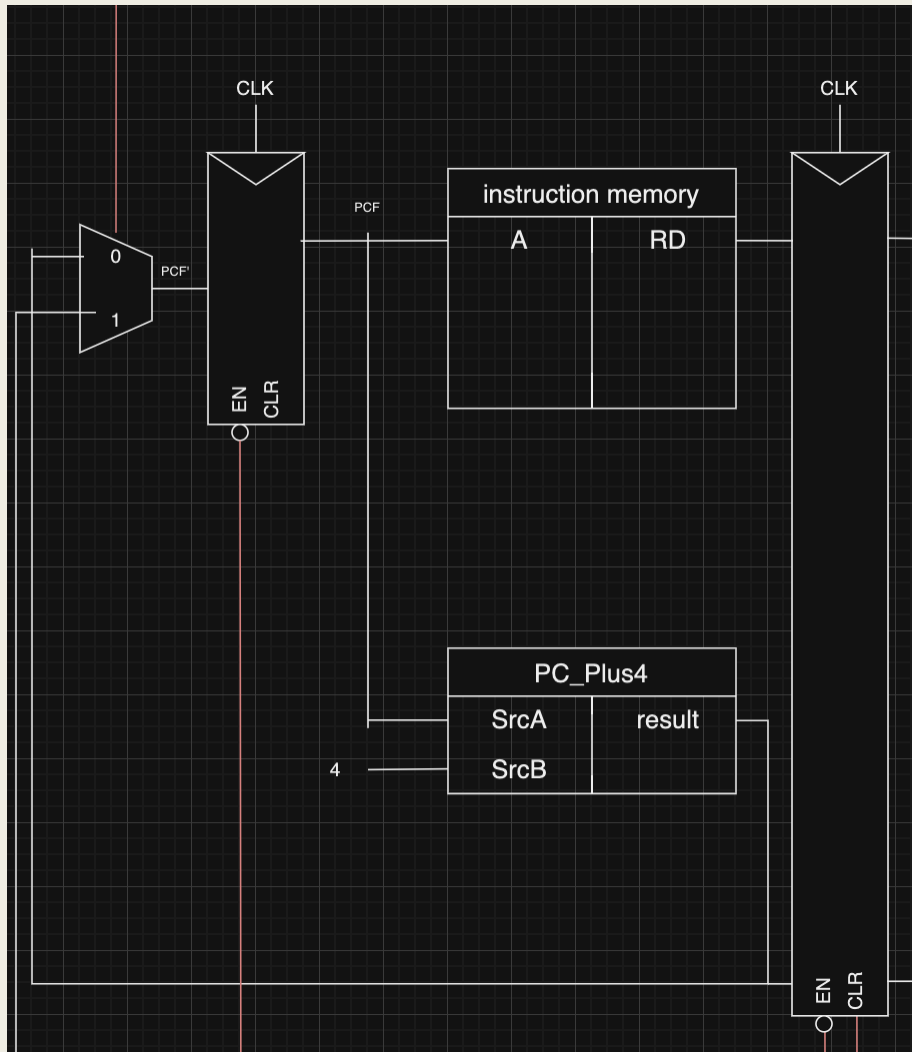 CLK
CLK
instruction memory
PCF
A
RD
0
PCF'
1
EN
CLR
PC_Plus4
SrcA
result
4
SrcB
EN
CLR